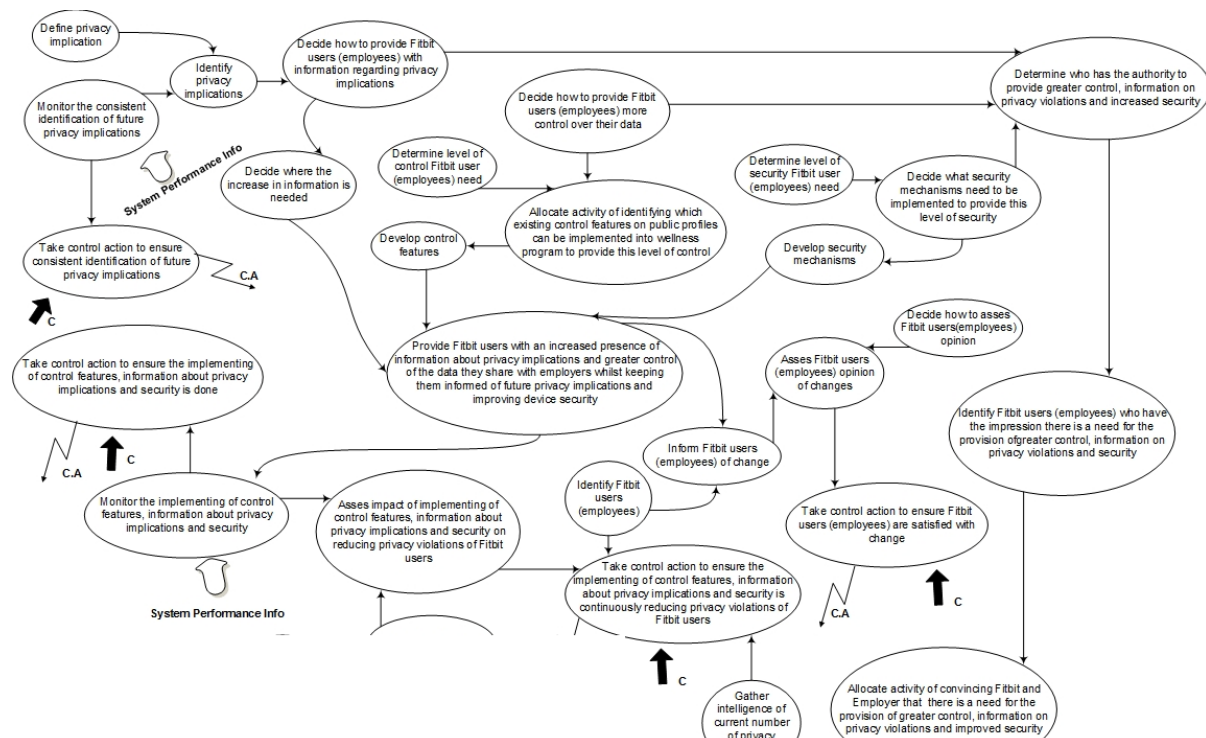 Define privacy
implication
Identify
privacy
implications
Decide how to provide Fitbit
users (employees) with
information regarding privacy
implications
Determine who has the authority to
provide greater control, information on
privacy violations and increased security
Monitor the consistent
identification of future
privacy implications
Decide how to provide Fitbit
users (employees) more
control over their data
System Performance Info
Decide where the
increase in information is
needed
Determine level of
control Fitbit user
(employees) need
Determine level of
security Fitbit user
(employees) need
Decide what security
mechanisms need to be
implemented to provide this
level of security
Take control action to ensure
consistent identification of future
privacy implications
C.A
C
Develop control
features
Allocate activity of identifying which
existing control features on public profiles
can be implemented into wellness
program to provide this level of control
Develop security
mechanisms
Take control action to ensure the implementing
of control features, information about privacy
implications and security is done
C.A
C
Provide Fitbit users with an increased presence of
information about privacy implications and greater control
of the data they share with employers whilst keeping
them informed of future privacy implications and
improving device security
Decide how to asses
Fitbit users(employees)
opinion
Asses Fitbit users
(employees) opinion
of changes
Identify Fitbit users (employees) who have
the impression there is a need for the
provision ofgreater control, information on
privacy violations and security
Inform Fitbit users
(employees) of change
Monitor the implementing of control
features, information about privacy
implications and security
System Performance Info
Asses impact of implementing of
control features, information about
privacy implications and security on
reducing privacy violations of Fitbit
users
Identify Fitbit
users
(employees)
Take control action to ensure Fitbit
users (employees) are satisfied with
change
C.A
C
Take control action to ensure the
implementing of control features, information
about privacy implications and security is
continuously reducing privacy violations of
Fitbit users
C
Gather
intelligence of
current number
of privacy
Allocate activity of convincing Fitbit and
Employer that there is a need for the
provision of greater control, information on
privacy violations and improved security